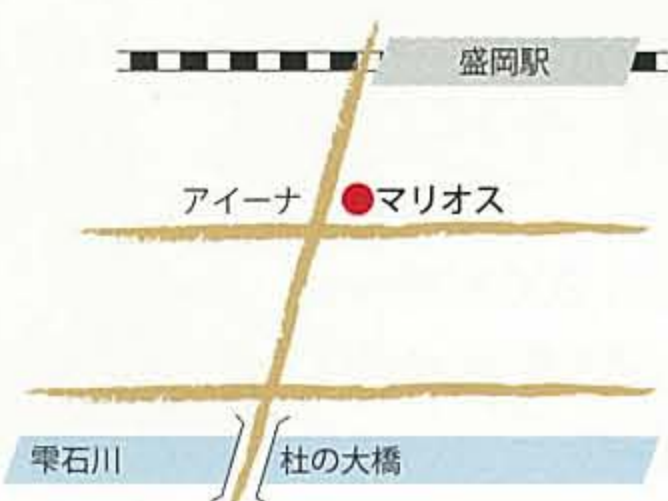 盛岡駅
アイーナ
マリオス
雫石川
杜の大橋